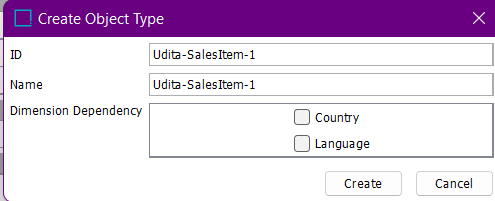 Create Object Type
ID Udita-SalesItem-1
Name Udita-SalesItem-1
Dimension Dependency
Country
Language
Create Cancel